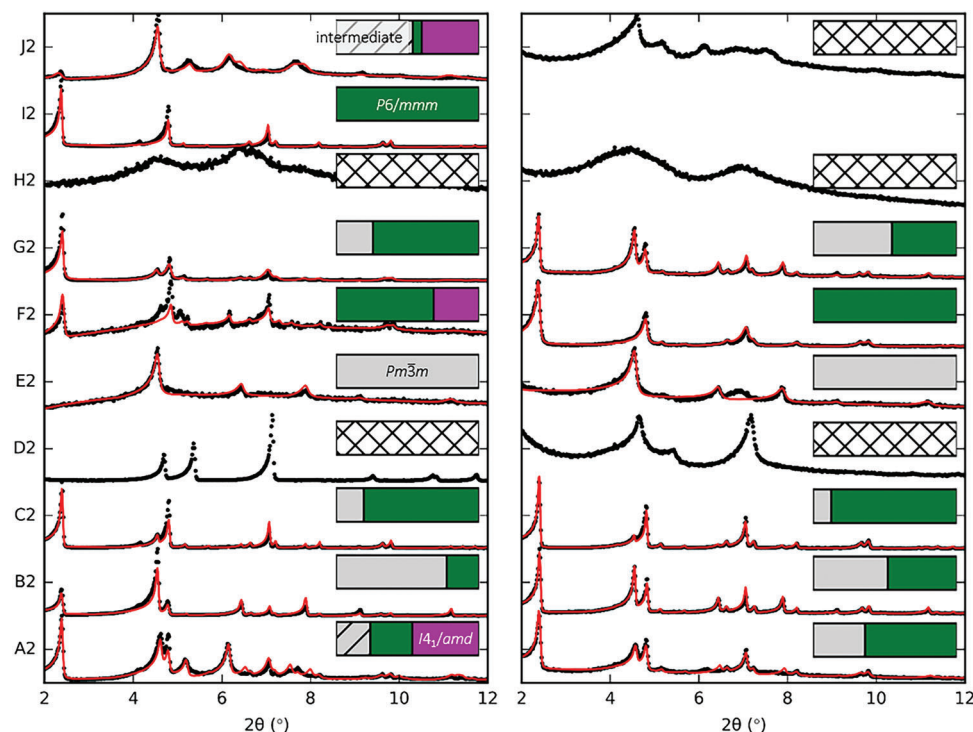 J2
intermediate
I2
P6/mmm
H2
G2
F2
E2
Pm3̅m
D2
C2
B2
A2
I4₁/amd
2 4 6 8 10 12
2θ (°)
2 4 6 8 10 12
2θ (°)